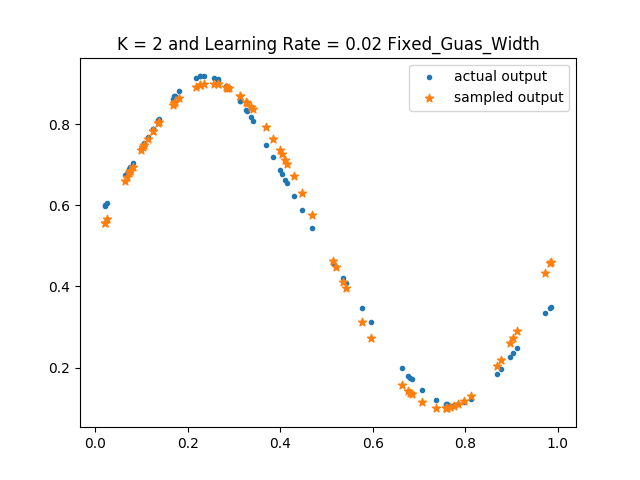 K = 2 and Learning Rate = 0.02 Fixed_Guas_Width
actual output
sampled output
0.8
0.6
0.4
0.2
0.0 0.2 0.4 0.6 0.8 1.0